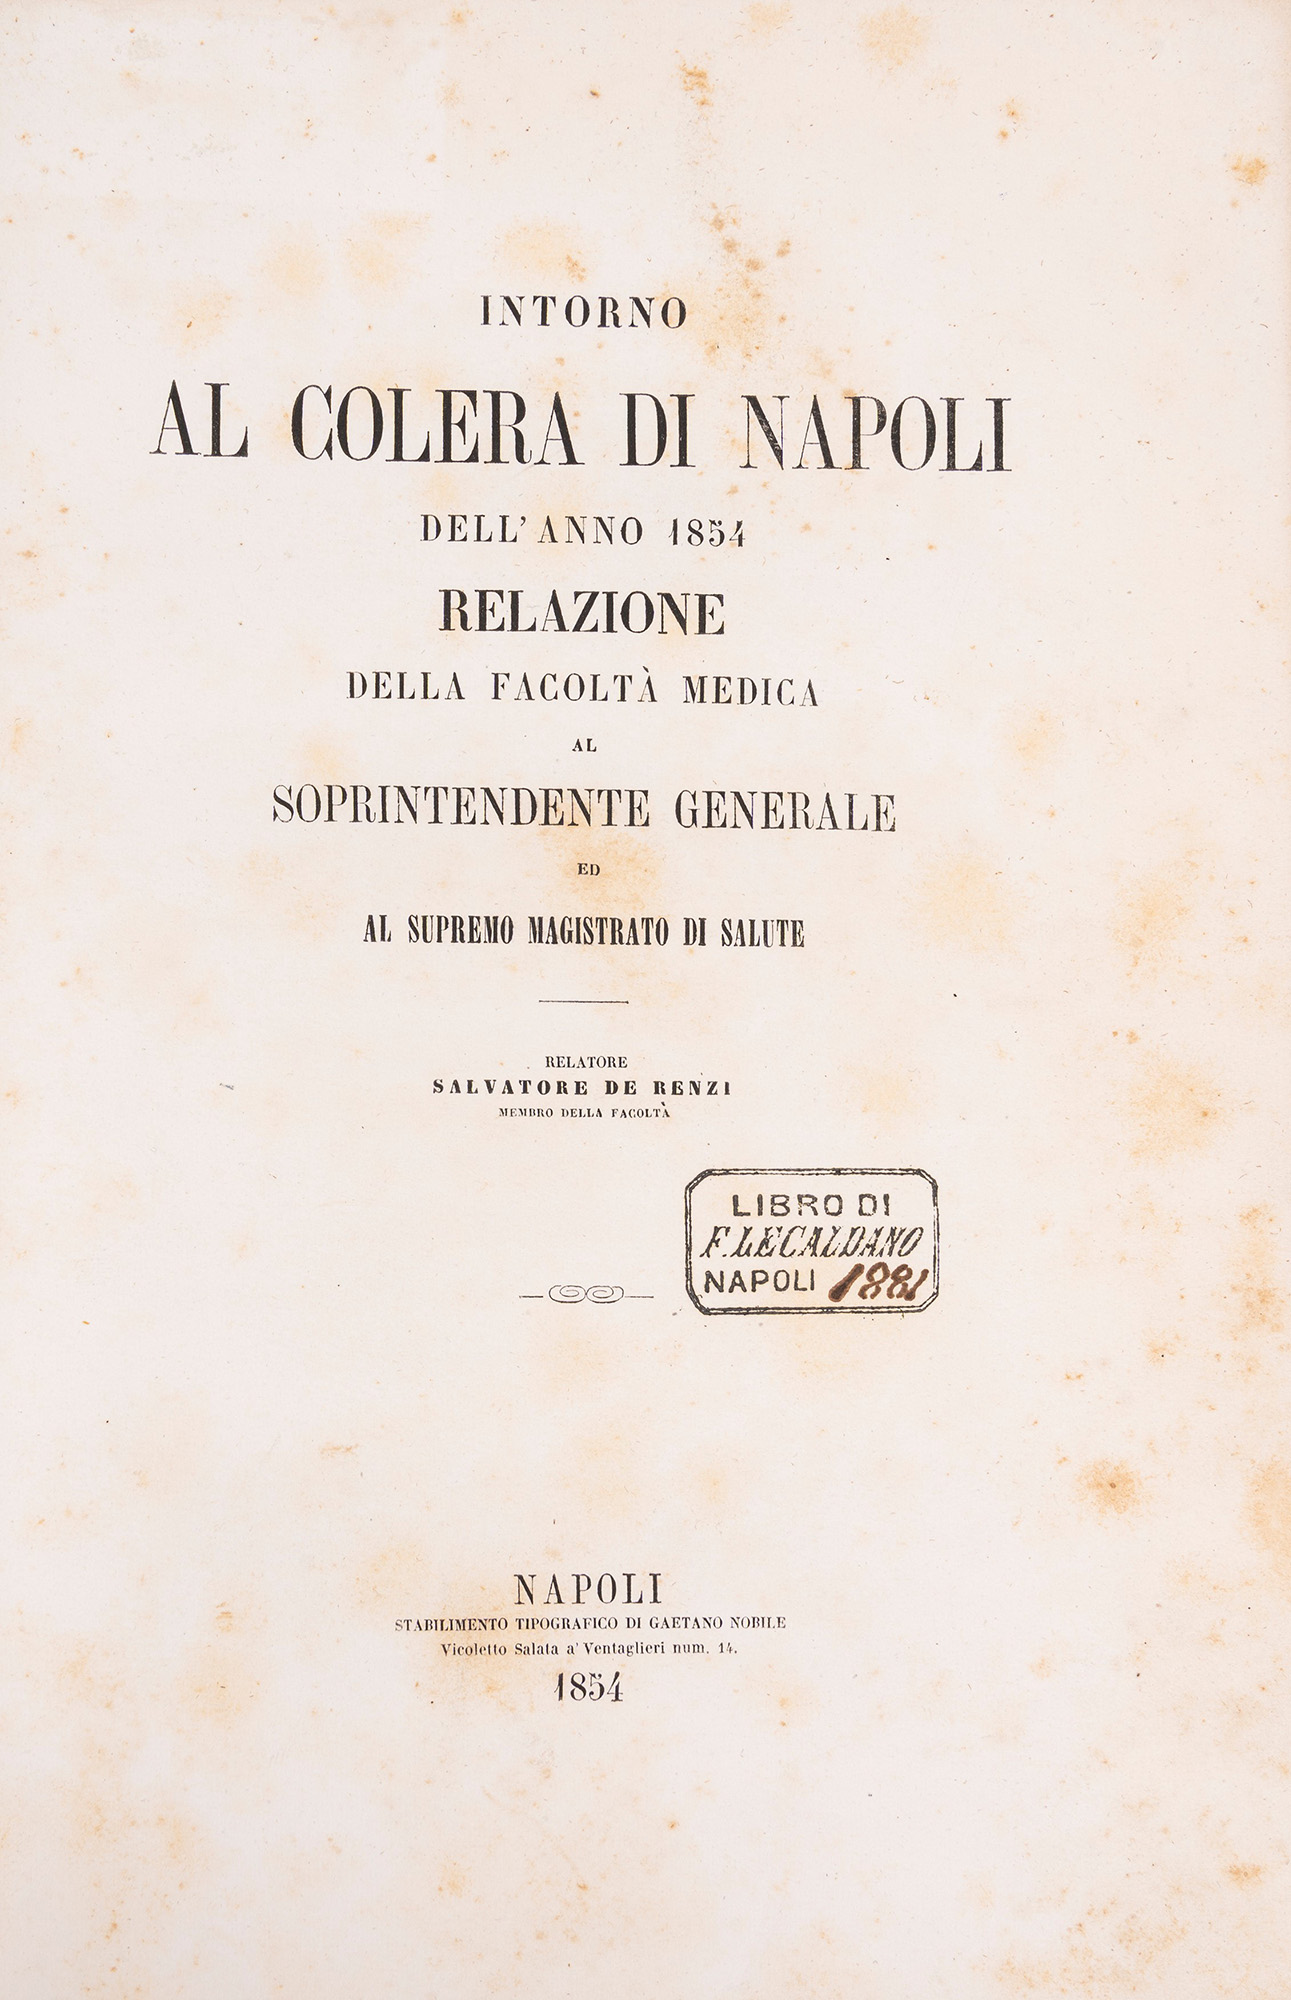 INTORNO
AL COLERA DI NAPOLI
DELL'ANNO 1854
RELAZIONE
DELLA FACOLTÀ MEDICA
AL
SOPRINTENDENTE GENERALE
ED
AL SUPREMO MAGISTRATO DI SALUTE
RELATORE
SALVATORE DE RENZI
MEMBRO DELLA FACOLTÀ
LIBRO DI
F. LECALDANO
NAPOLI 1881
NAPOLI
STABILIMENTO TIPOGRAFICO DI GAETANO NOBILE
Vicoletto Salata a' Ventaglieri num. 14.
1854